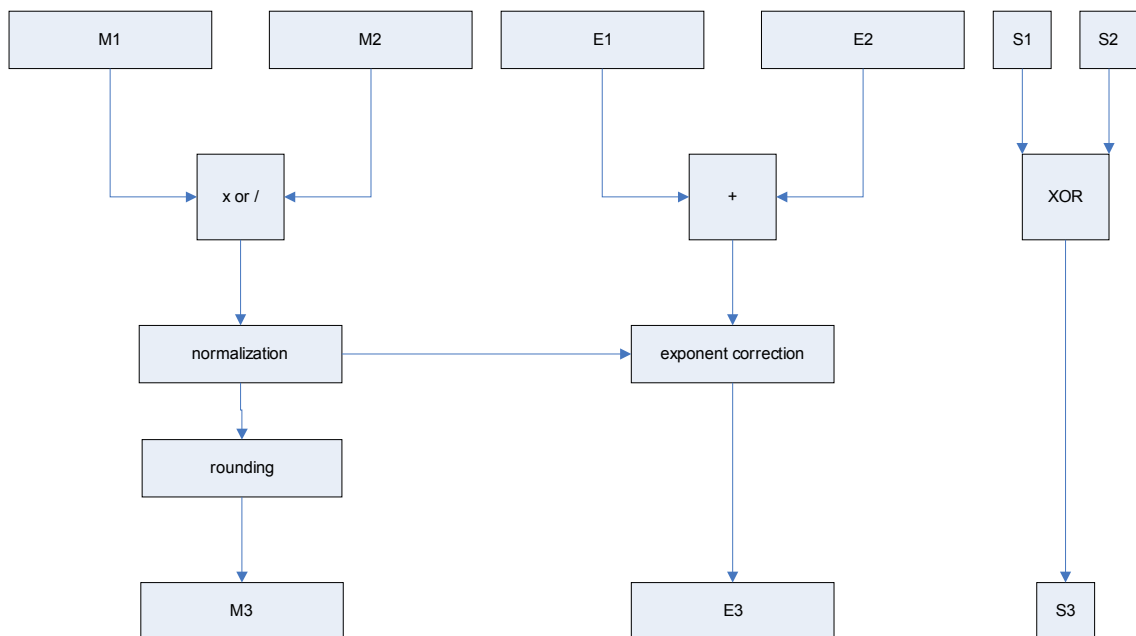 M1
M2
E1
E2
S1
S2
x or /
+
XOR
normalization
exponent correction
rounding
M3
E3
S3